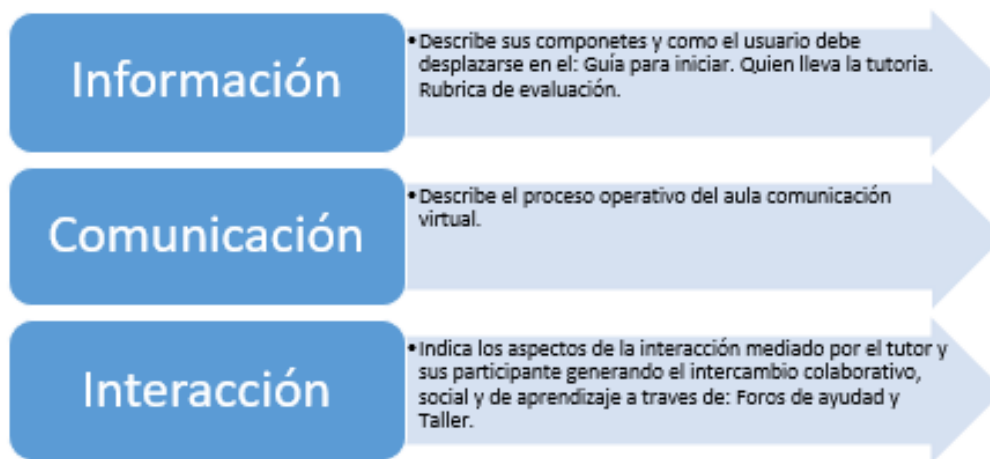 Información
•Describe sus componetes y como el usuario debe
desplazarse en el: Guía para iniciar. Quien lleva la tutoria.
Rubrica de evaluación.
Comunicación
•Describe el proceso operativo del aula comunicación
virtual.
Interacción
•Indica los aspectos de la interacción mediado por el tutor y
sus participante generando el intercambio colaborativo,
social y de aprendizaje a traves de: Foros de ayudad y
Taller.